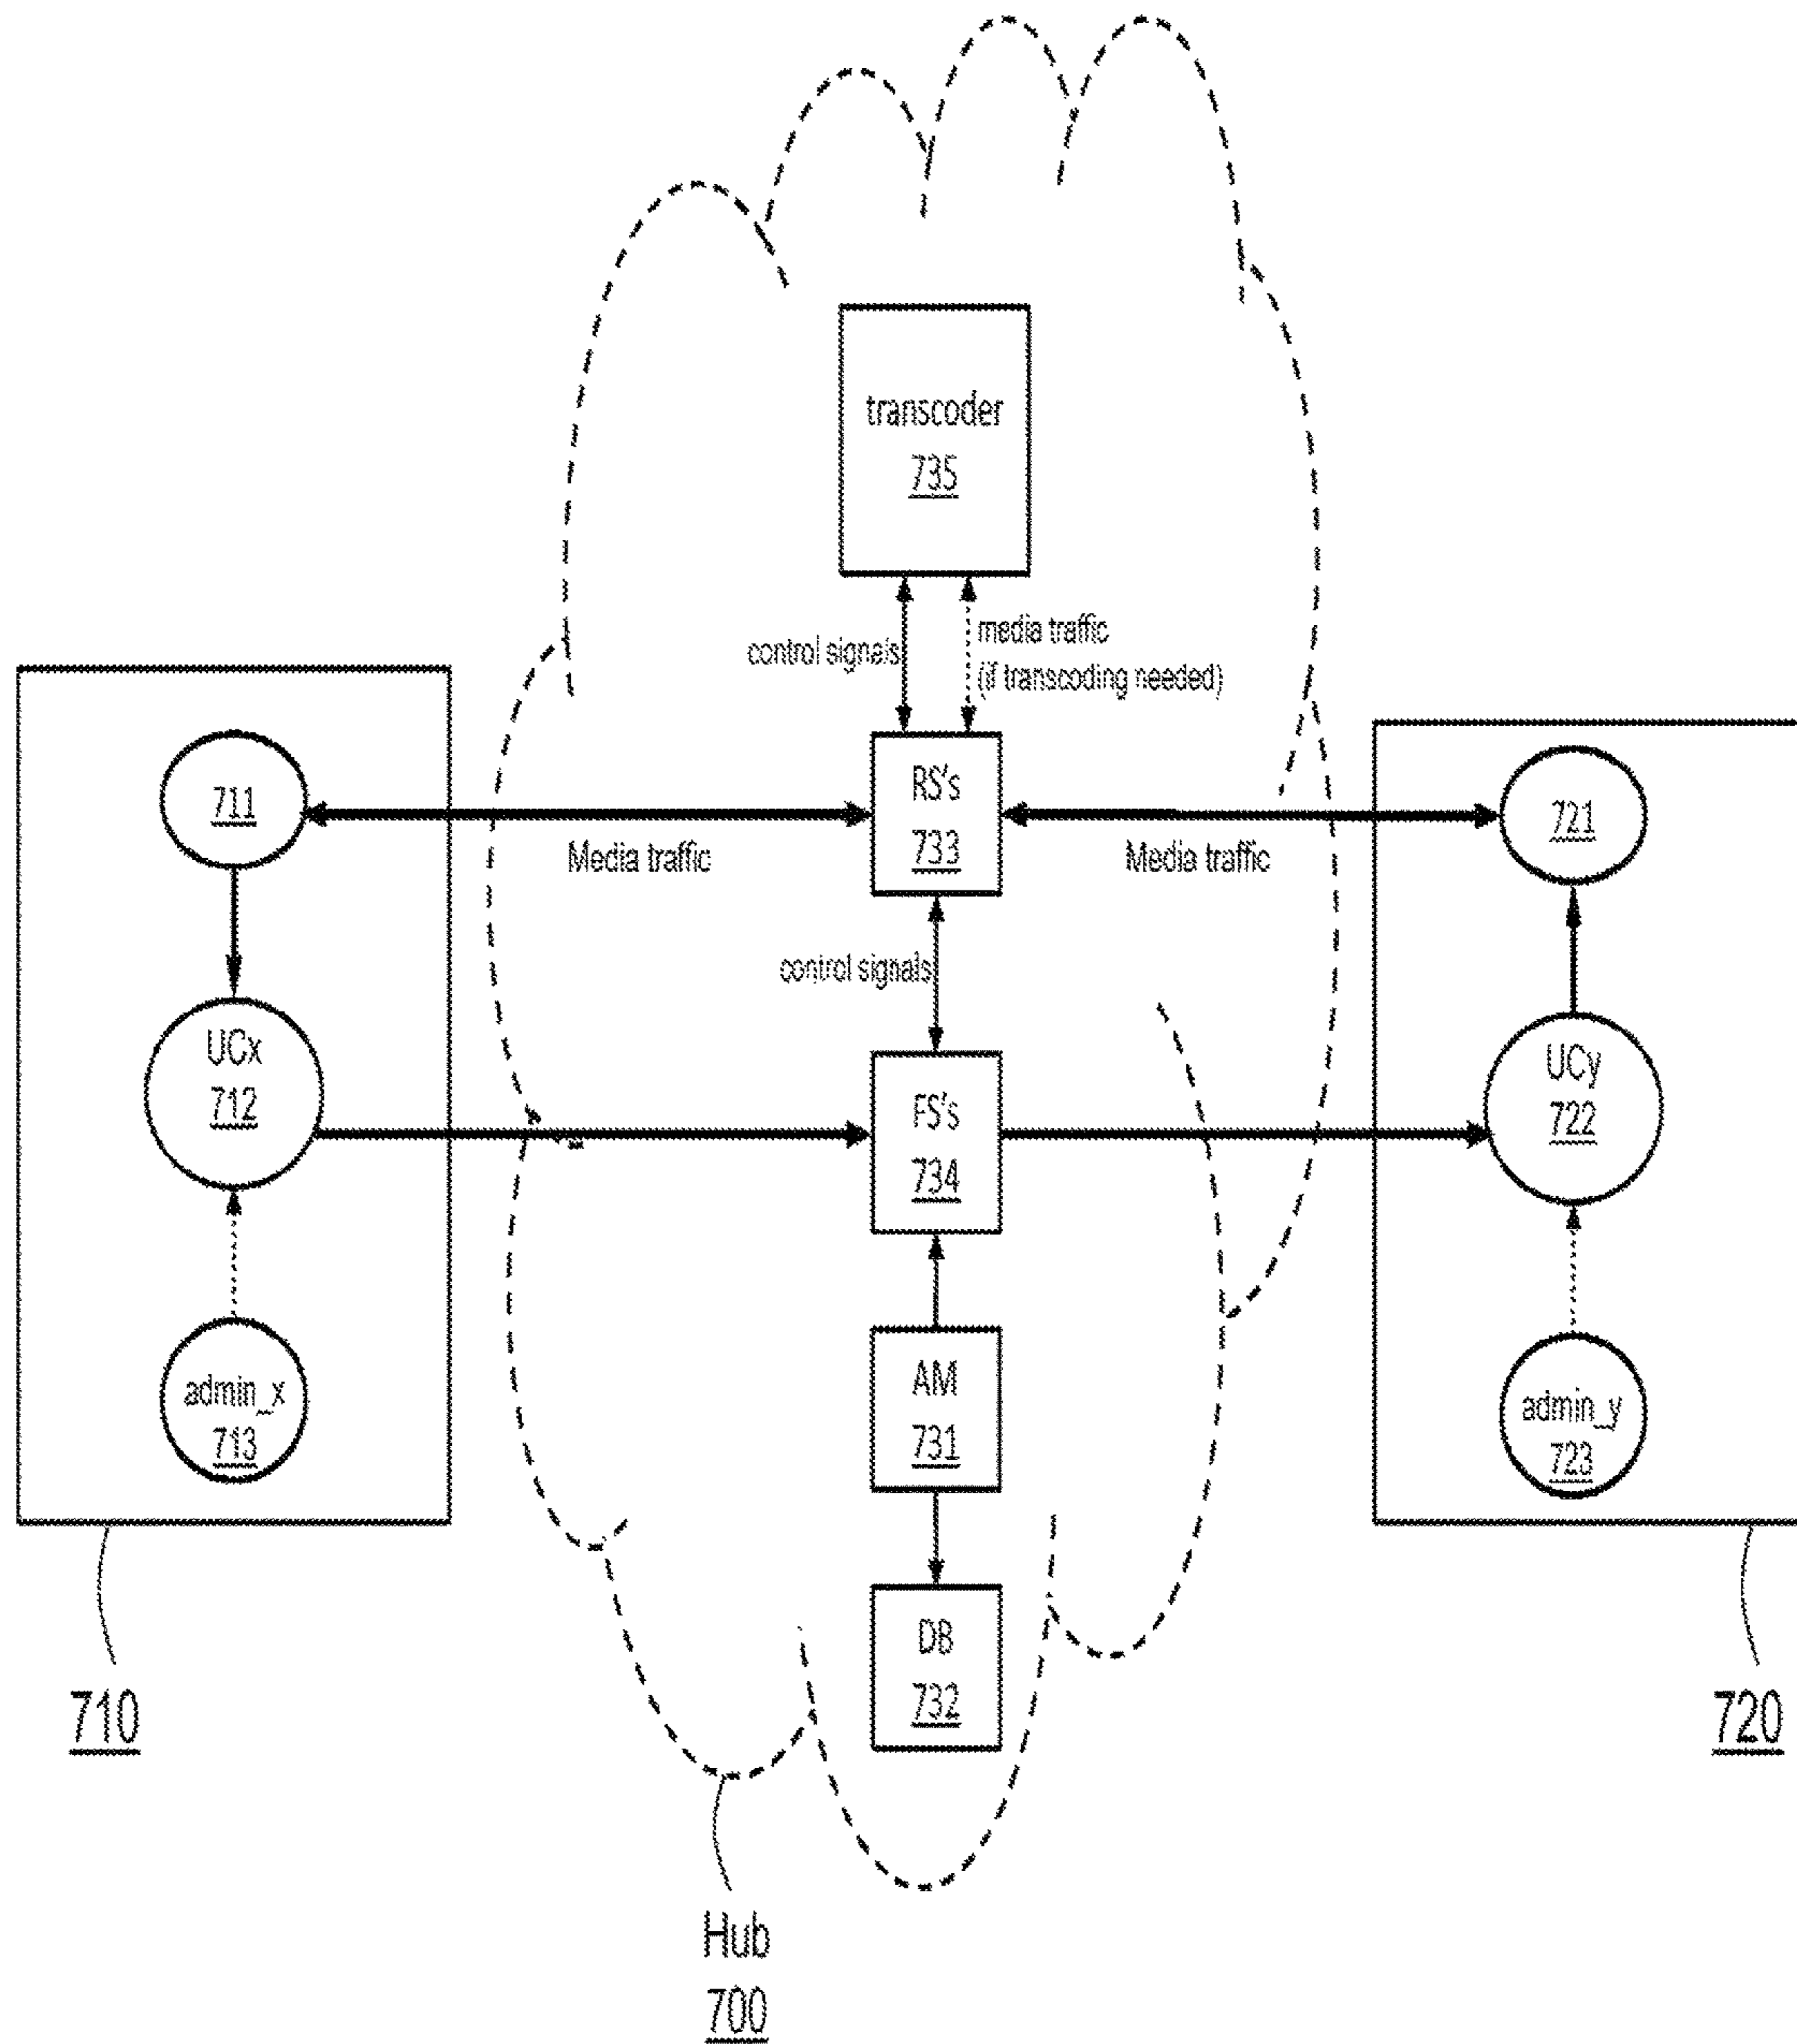 transcoder
735
control signals
media traffic
(if transcoding needed)
711
RS's
733
721
Media traffic
Media traffic
control signals
UCx
712
FS's
734
UCy
722
admin_x
713
AM
731
admin_y
723
DB
732
710
720
Hub
700